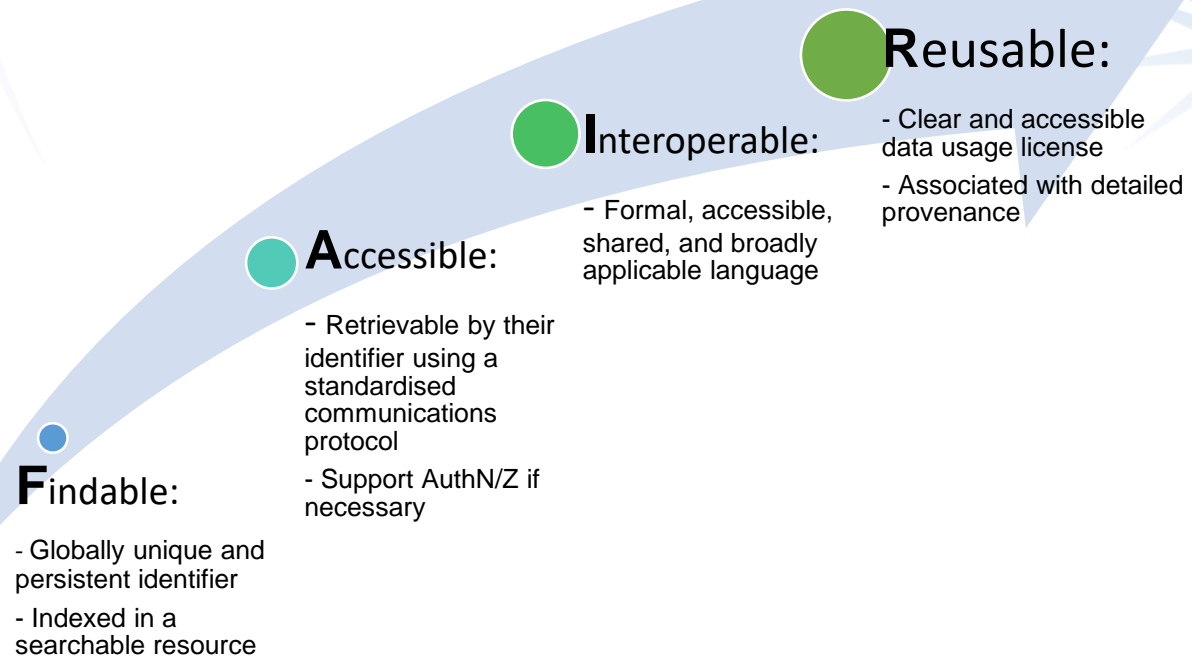 Findable:
- Globally unique and
persistent identifier
- Indexed in a
searchable resource
Accessible:
- Retrievable by their
identifier using a
standardised
communications
protocol
- Support AuthN/Z if
necessary
Interoperable:
- Formal, accessible,
shared, and broadly
applicable language
Reusable:
- Clear and accessible
data usage license
- Associated with detailed
provenance